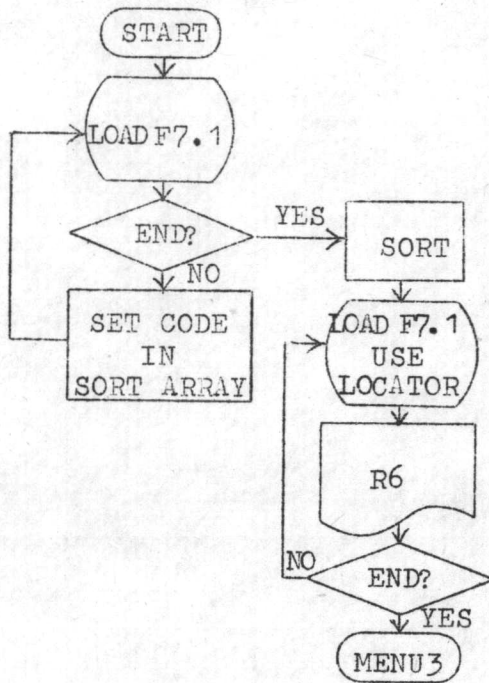 START
LOAD F7.1
END?
YES
NO
SET CODE
IN
SORT ARRAY
SORT
LOAD F7.1
USE
LOCATOR
R6
END?
NO
YES
MENU3